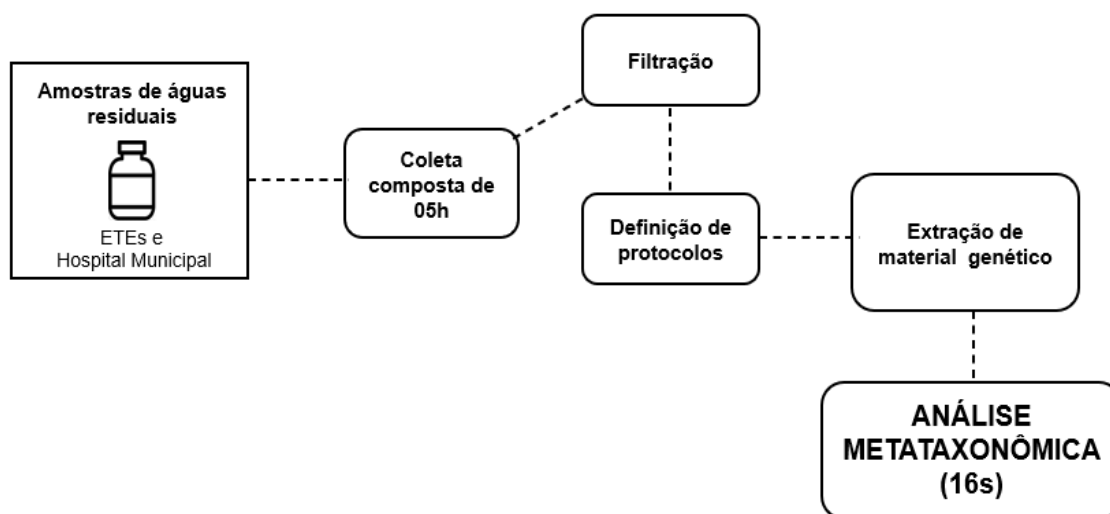 Amostras de águas
residuais
ETEs e
Hospital Municipal
Coleta
composta de
05h
Filtração
Definição de
protocolos
Extração de
material genético
ANÁLISE
METATAXONÔMICA
(16s)